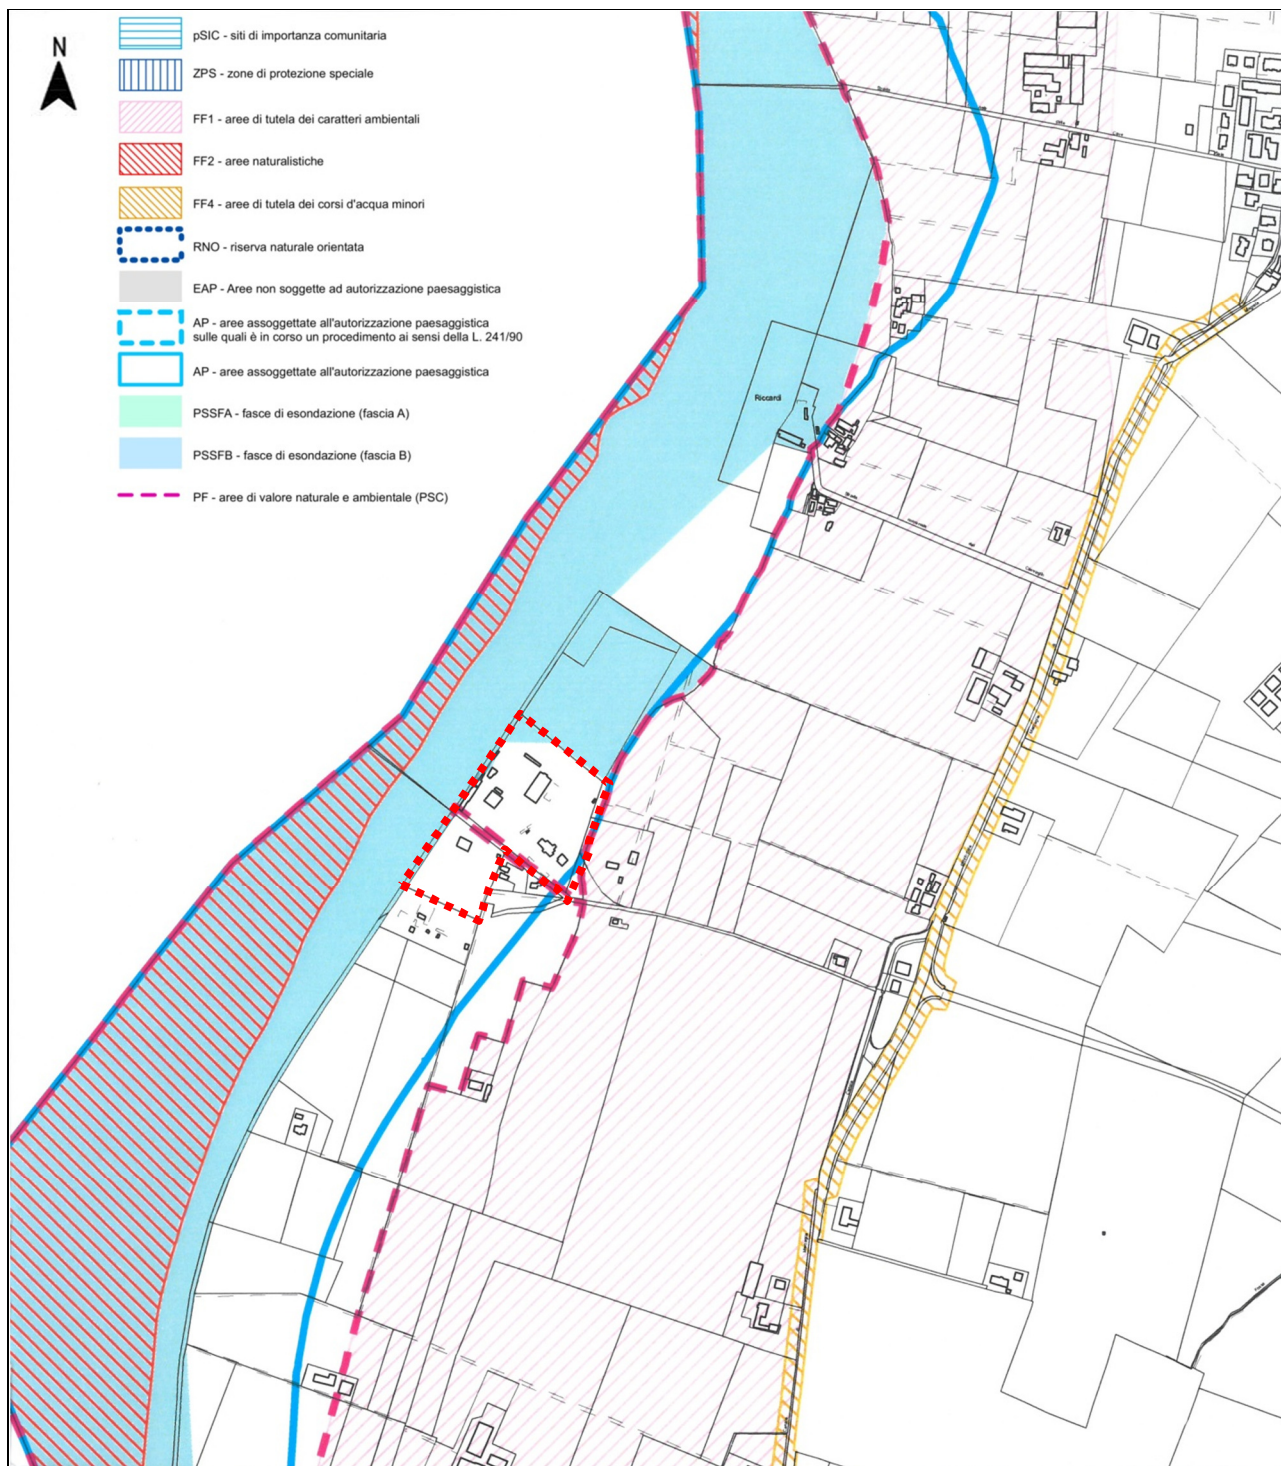 N
pSIC - siti di importanza comunitaria
ZPS - zone di protezione speciale
FF1 - aree di tutela dei caratteri ambientali
FF2 - aree naturalistiche
FF4 - aree di tutela dei corsi d'acqua minori
RNO - riserva naturale orientata
EAP - Aree non soggette ad autorizzazione paesaggistica
AP - aree assoggettate all'autorizzazione paesaggistica
sulle quali è in corso un procedimento ai sensi della L. 241/90
AP - aree assoggettate all'autorizzazione paesaggistica
PSSFA - fasce di esondazione (fascia A)
PSSFB - fasce di esondazione (fascia B)
PF - aree di valore naturale e ambientale (PSC)
Riccardi